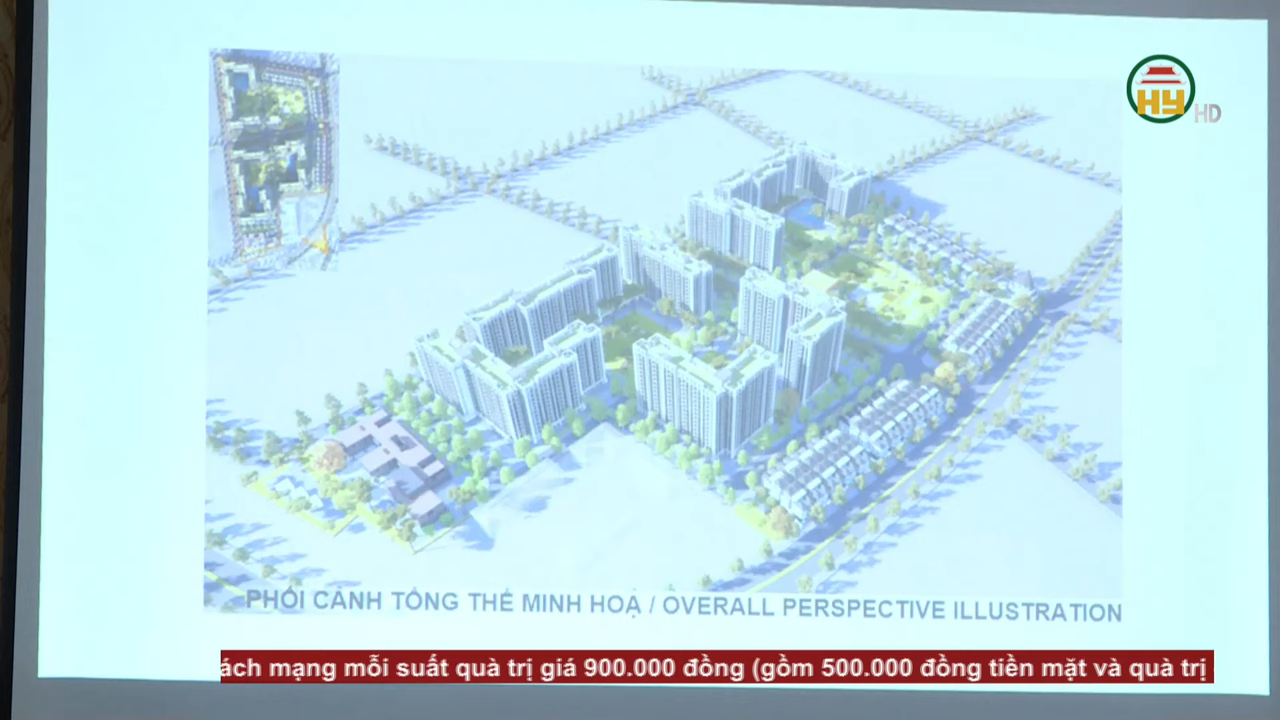 HY HD
PHỐI CẢNH TỔNG THỂ MINH HOẠ / OVERALL PERSPECTIVE ILLUSTRATION
ách mạng mỗi suất quà trị giá 900.000 đồng (gồm 500.000 đồng tiền mặt và quà trị